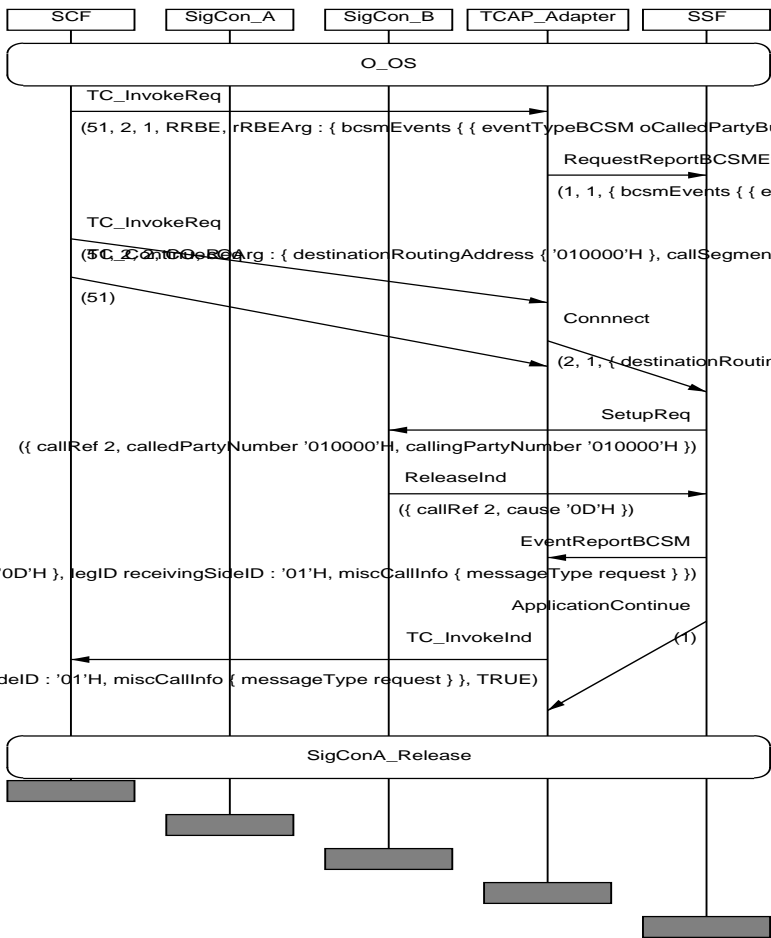 SCF SigCon_A SigCon_B TCAP_Adapter SSF
O_OS
TC_InvokeReq
(51, 2, 1, RRBE, rRBEArg : { bcsmEvents { { eventTypeBCSM oCalledPartyBu
RequestReportBCSME
(1, 1, { bcsmEvents { { e
TC_InvokeReq
Arg : { destinationRoutingAddress { '010000'H }, callSegmen
(51)
Connnect
(2, 1, { destinationRoutin
SetupReq
({ callRef 2, calledPartyNumber '010000'H, callingPartyNumber '010000'H })
ReleaseInd
({ callRef 2, cause '0D'H })
EventReportBCSM
'0D'H }, legID receivingSideID : '01'H, miscCallInfo { messageType request } })
ApplicationContinue
(1)
TC_InvokeInd
deID : '01'H, miscCallInfo { messageType request } }, TRUE)
SigConA_Release